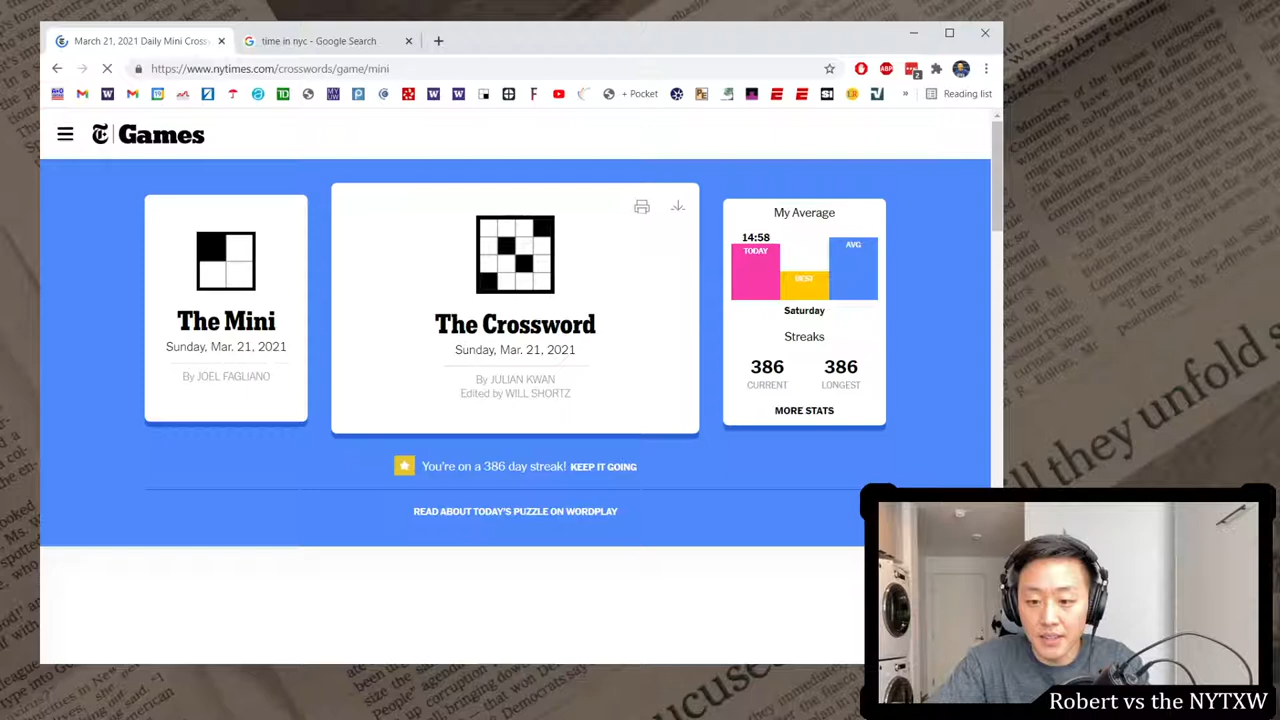 March 21, 2021 Daily Mini Cross
time in nyc - Google Search
https://www.nytimes.com/crosswords/game/mini
+ Pocket
Reading list
Games
The Mini
Sunday, Mar. 21, 2021
By JOEL FAGLIANO
The Crossword
Sunday, Mar. 21, 2021
By JULIAN KWAN
Edited by WILL SHORTZ
My Average
14:58
TODAY
BEST
AVG
Saturday
Streaks
386
386
CURRENT
LONGEST
MORE STATS
You're on a 386 day streak! KEEP IT GOING
READ ABOUT TODAY'S PUZZLE ON WORDPLAY
they unfold
Robert vs the NYTXW